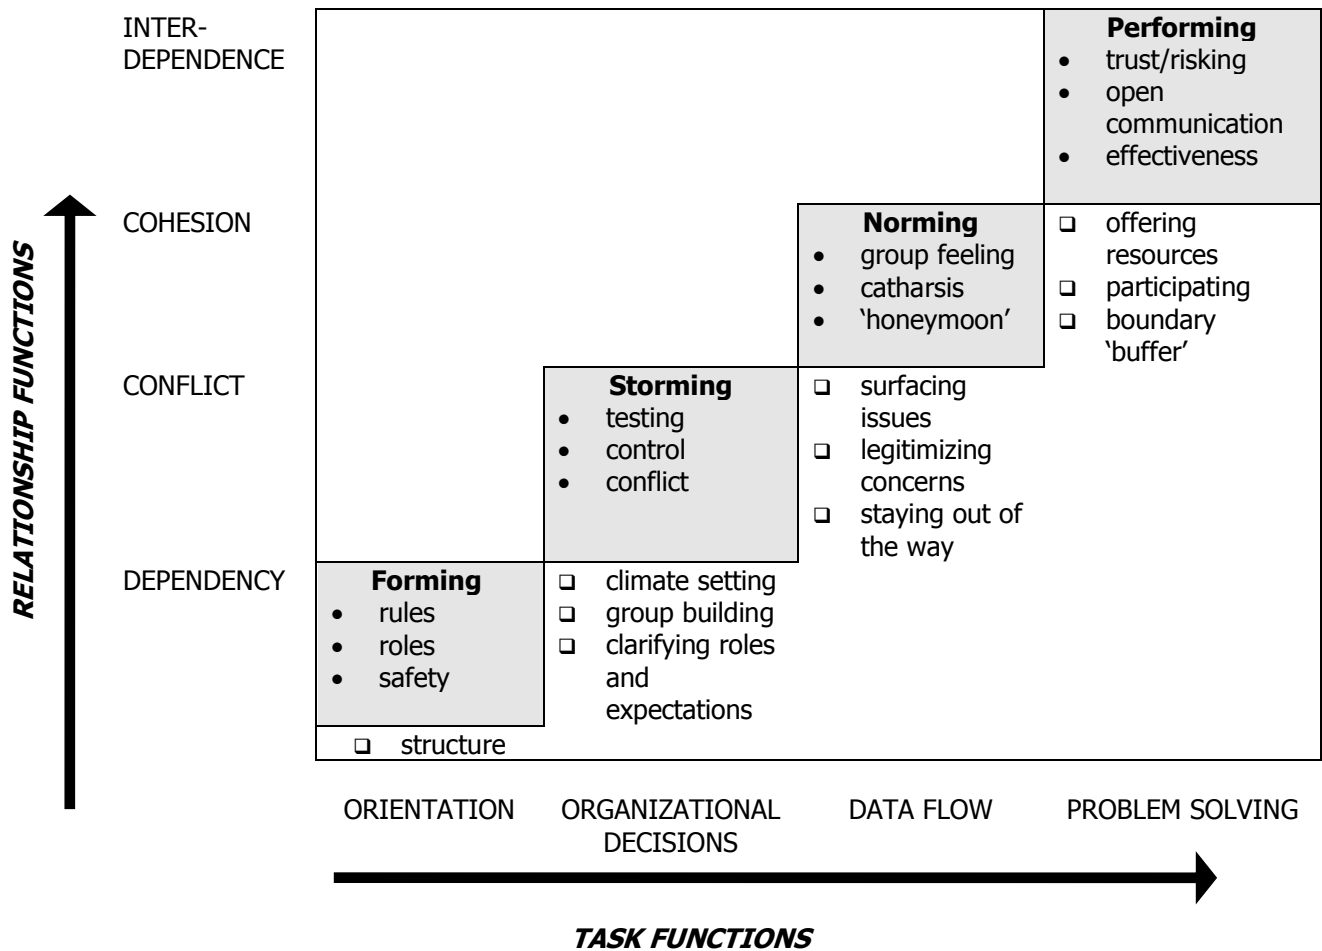 INTER-
DEPENDENCE
Performing
• trust/risking
• open
communication
• effectiveness
RELATIONSHIP FUNCTIONS
COHESION
Norming
• group feeling
• catharsis
• ‘honeymoon’
❑ offering
resources
❑ participating
❑ boundary
‘buffer’
CONFLICT
Storming
• testing
• control
• conflict
❑ surfacing
issues
❑ legitimizing
concerns
❑ staying out of
the way
DEPENDENCY
Forming
• rules
• roles
• safety
❑ climate setting
❑ group building
❑ clarifying roles
and
expectations
❑ structure
ORIENTATION
ORGANIZATIONAL
DECISIONS
DATA FLOW
PROBLEM SOLVING
TASK FUNCTIONS